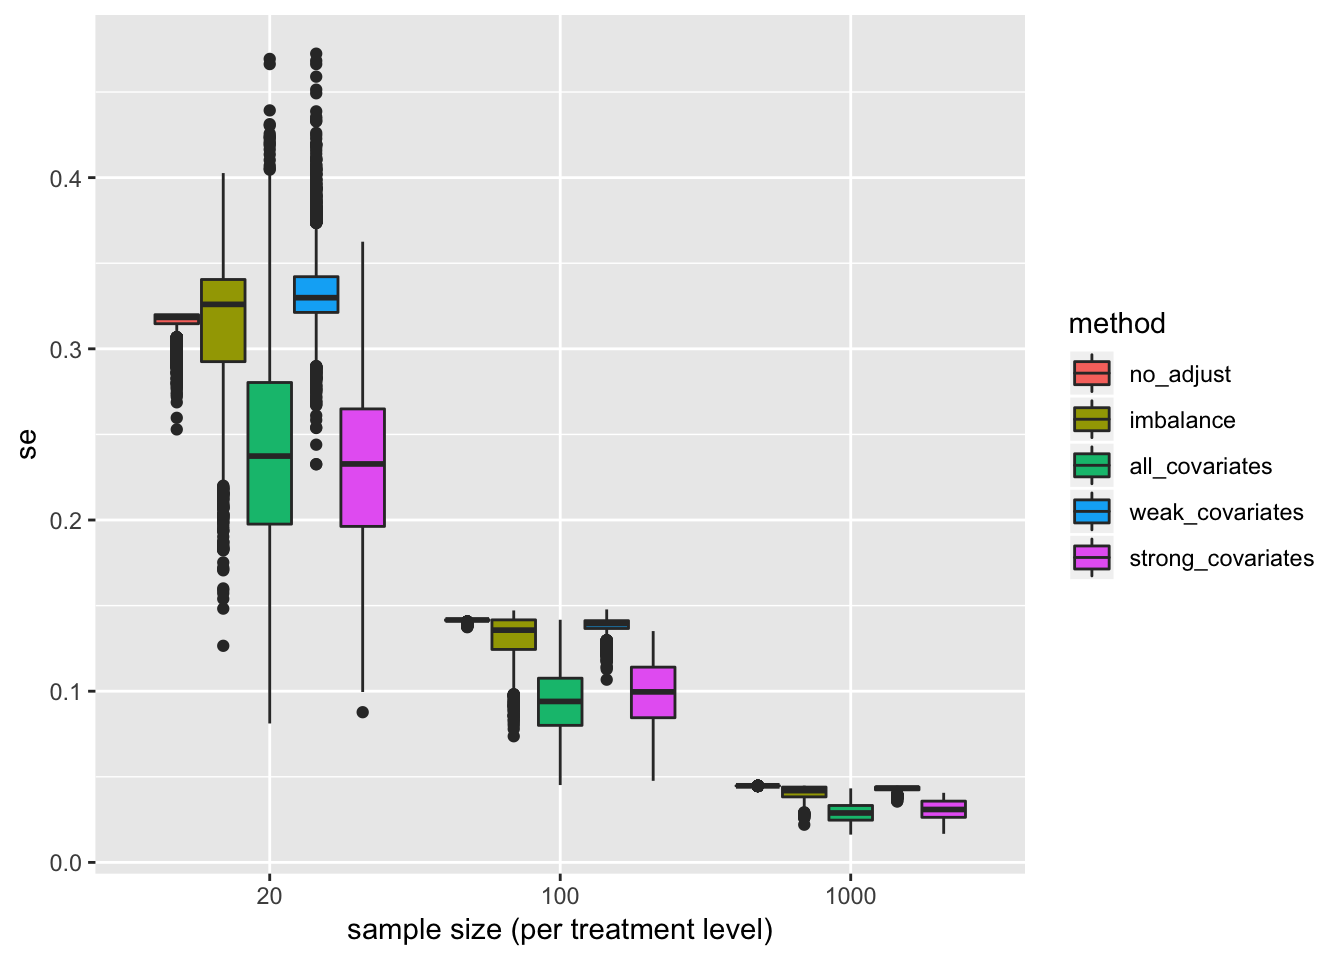 se
0.4
0.3
0.2
0.1
0.0
20
100
1000
sample size (per treatment level)
method
no_adjust
imbalance
all_covariates
weak_covariates
strong_covariates